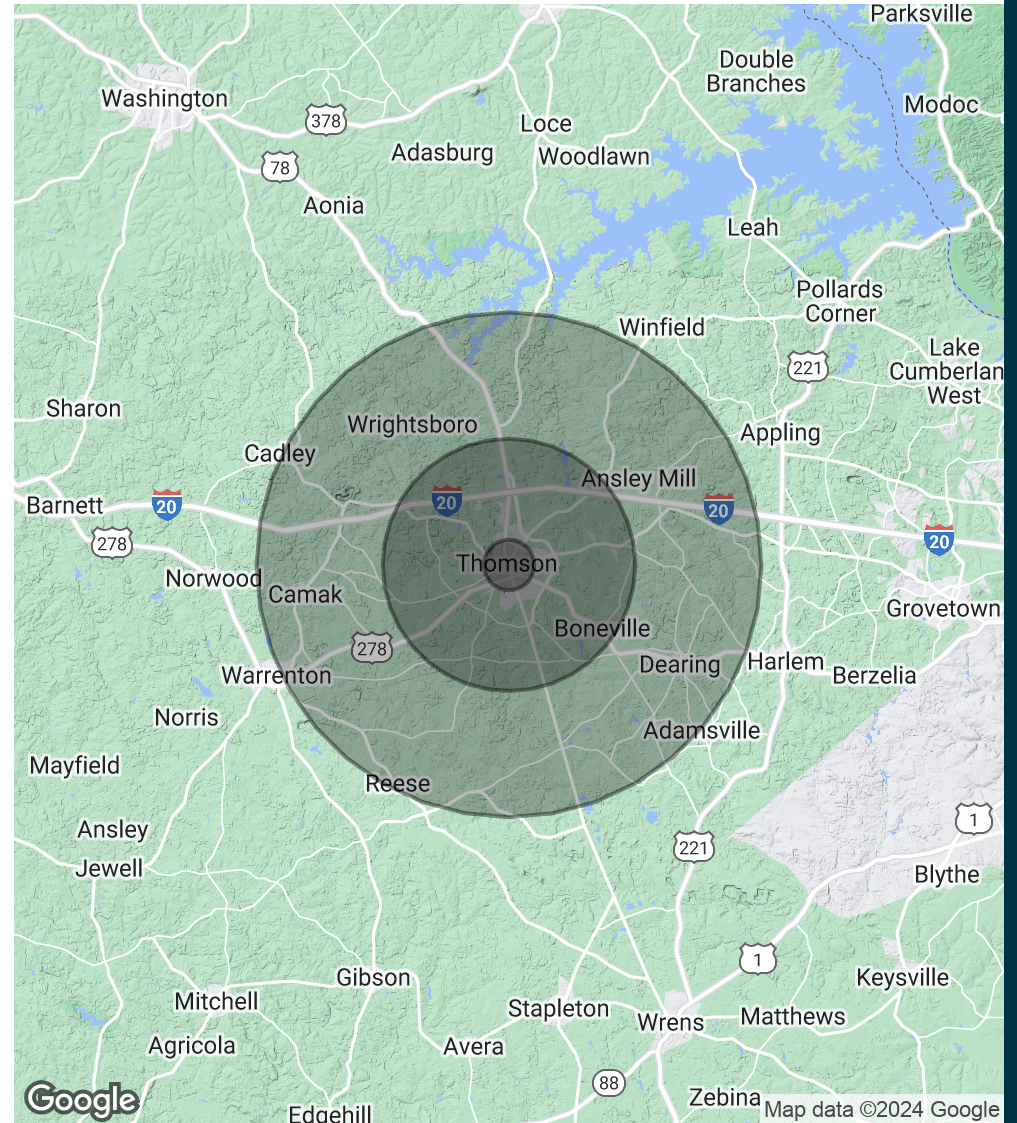 Parksville
Double
Branches
Washington
Modoc
378
Loce
Adasburg
Woodlawn
78
Aonia
Leah
Pollards
Corner
Winfield
Lake
Cumberlan
West
221
Sharon
Wrightsboro
Appling
Cadley
Ansley Mill
Barnett
20
20
20
20
278
Thomson
Norwood
Camak
Grovetown
Boneville
278
Dearing
Harlem
Warrenton
Berzelia
Norris
Adamsville
Mayfield
Reese
Ansley
1
221
Jewell
Blythe
1
Gibson
Keysville
Mitchell
Stapleton
Wrens
Matthews
Agricola
Avera
88
Zebina
Google
Edgehill
Map data ©2024 Google